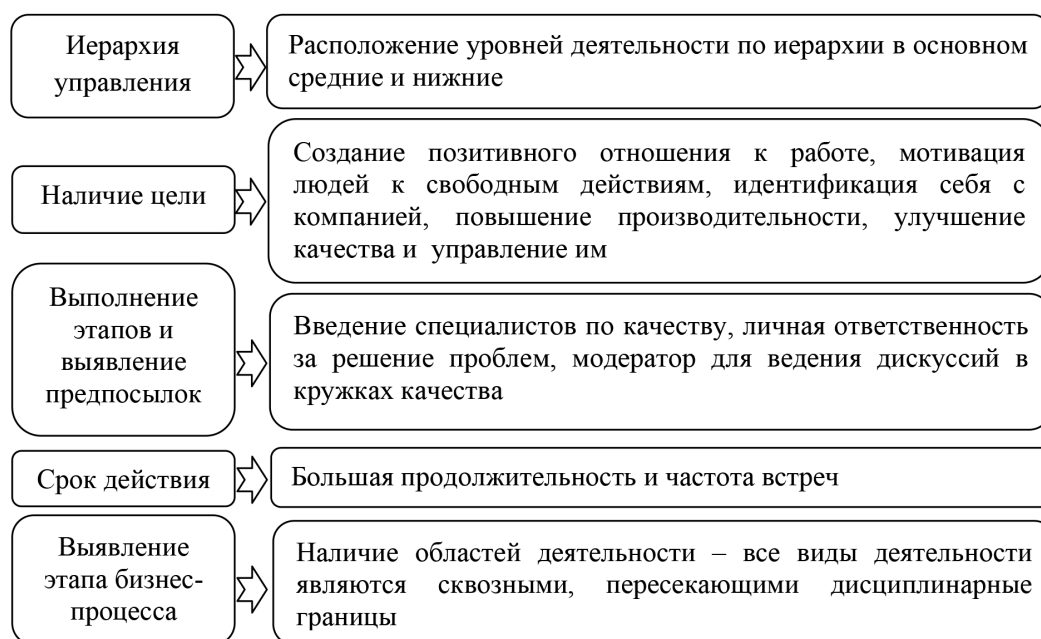 Иерархия
управления
Расположение уровней деятельности по иерархии в основном
средние и нижние
Наличие цели
Создание позитивного отношения к работе, мотивация
людей к свободным действиям, идентификация себя с
компанией, повышение производительности, улучшение
качества и управление им
Выполнение
этапов и
выявление
предпосылок
Введение специалистов по качеству, личная ответственность
за решение проблем, модератор для ведения дискуссий в
кружках качества
Срок действия
Большая продолжительность и частота встреч
Выявление
этапа бизнес-
процесса
Наличие областей деятельности – все виды деятельности
являются сквозными, пересекающими дисциплинарные
границы